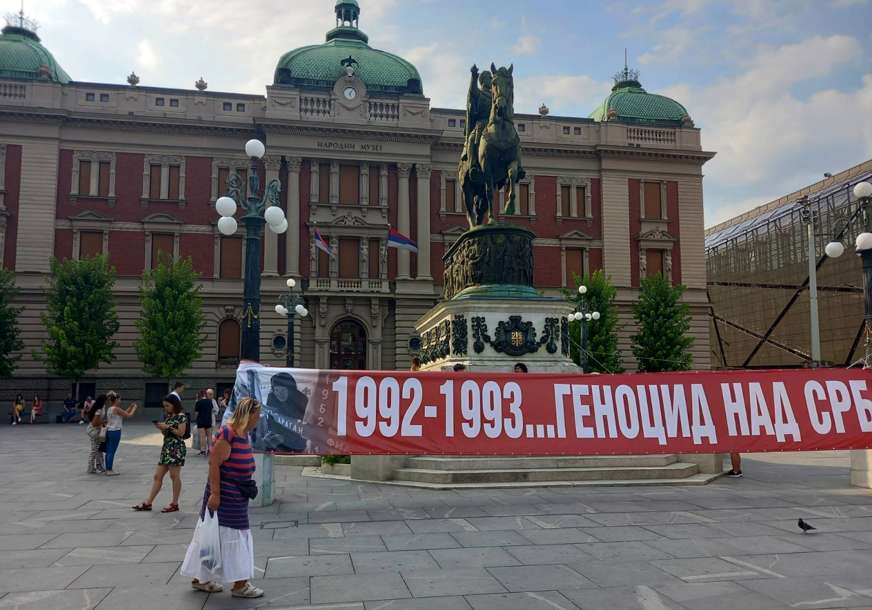 НАРОДНИ МУЗЕЈ
1992-1993...ГЕНОЦИД НАД СРБ